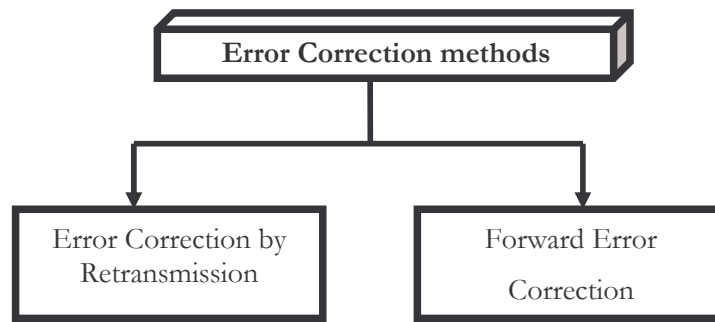 Error Correction methods
Error Correction by
Retransmission
Forward Error
Correction